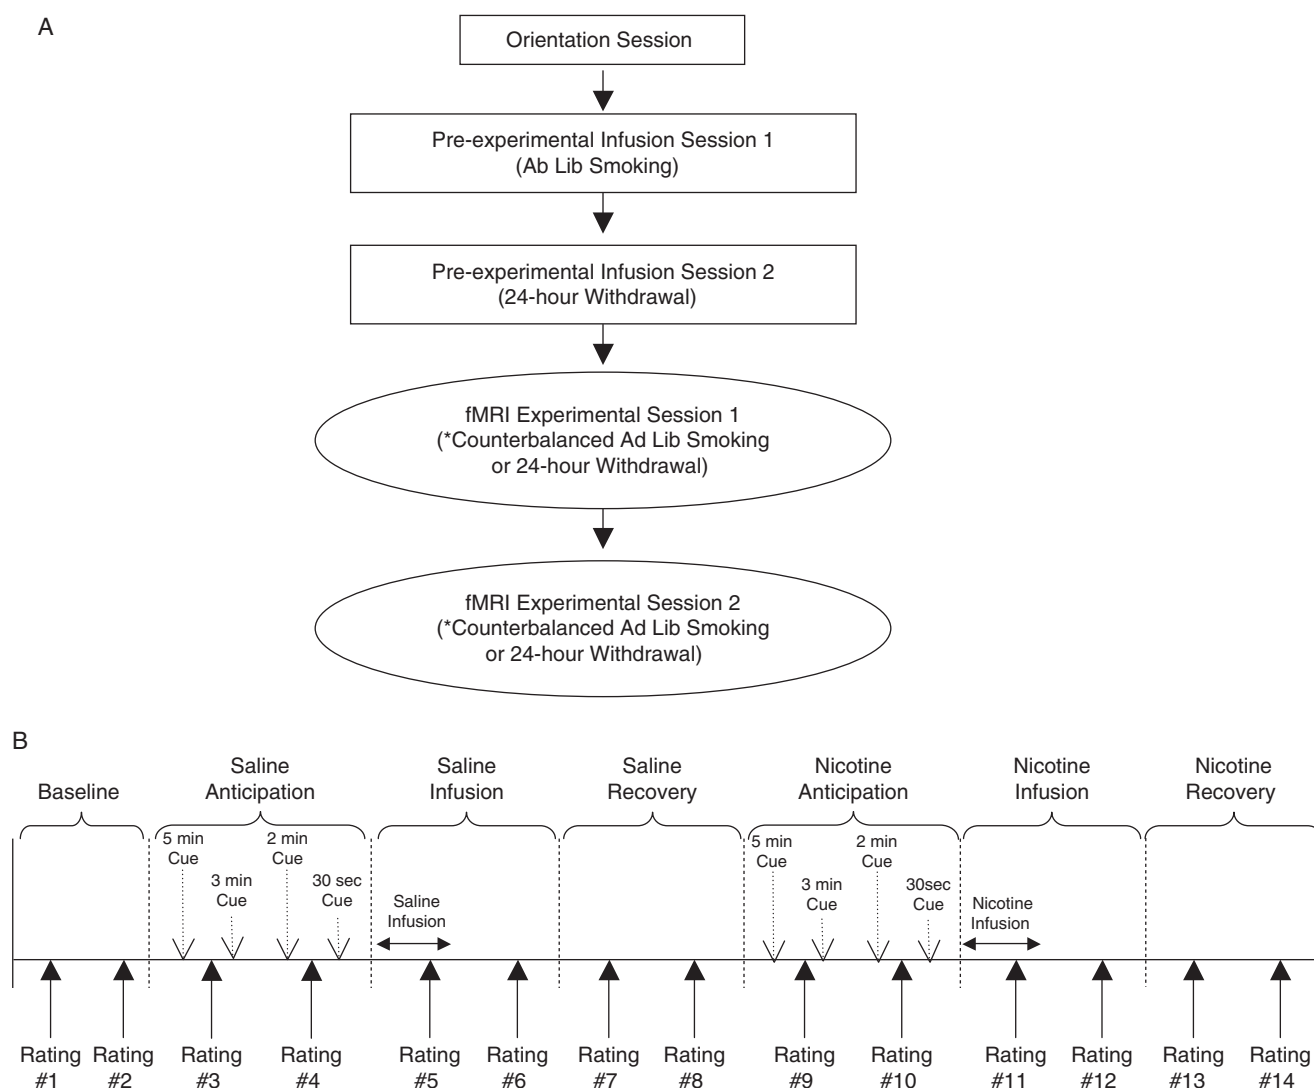 A
Orientation Session
Pre-experimental Infusion Session 1
(Ab Lib Smoking)
Pre-experimental Infusion Session 2
(24-hour Withdrawal)
fMRI Experimental Session 1
(*Counterbalanced Ad Lib Smoking
or 24-hour Withdrawal)
fMRI Experimental Session 2
(*Counterbalanced Ad Lib Smoking
or 24-hour Withdrawal)
B
Baseline
Saline
Anticipation
Saline
Infusion
Saline
Recovery
Nicotine
Anticipation
Nicotine
Infusion
Nicotine
Recovery
5 min
Cue
3 min
Cue
2 min
Cue
30 sec
Cue
Saline
Infusion
5 min
Cue
3 min
Cue
2 min
Cue
30sec
Cue
Nicotine
Infusion
Rating
#1
Rating
#2
Rating
#3
Rating
#4
Rating
#5
Rating
#6
Rating
#7
Rating
#8
Rating
#9
Rating
#10
Rating
#11
Rating
#12
Rating
#13
Rating
#14